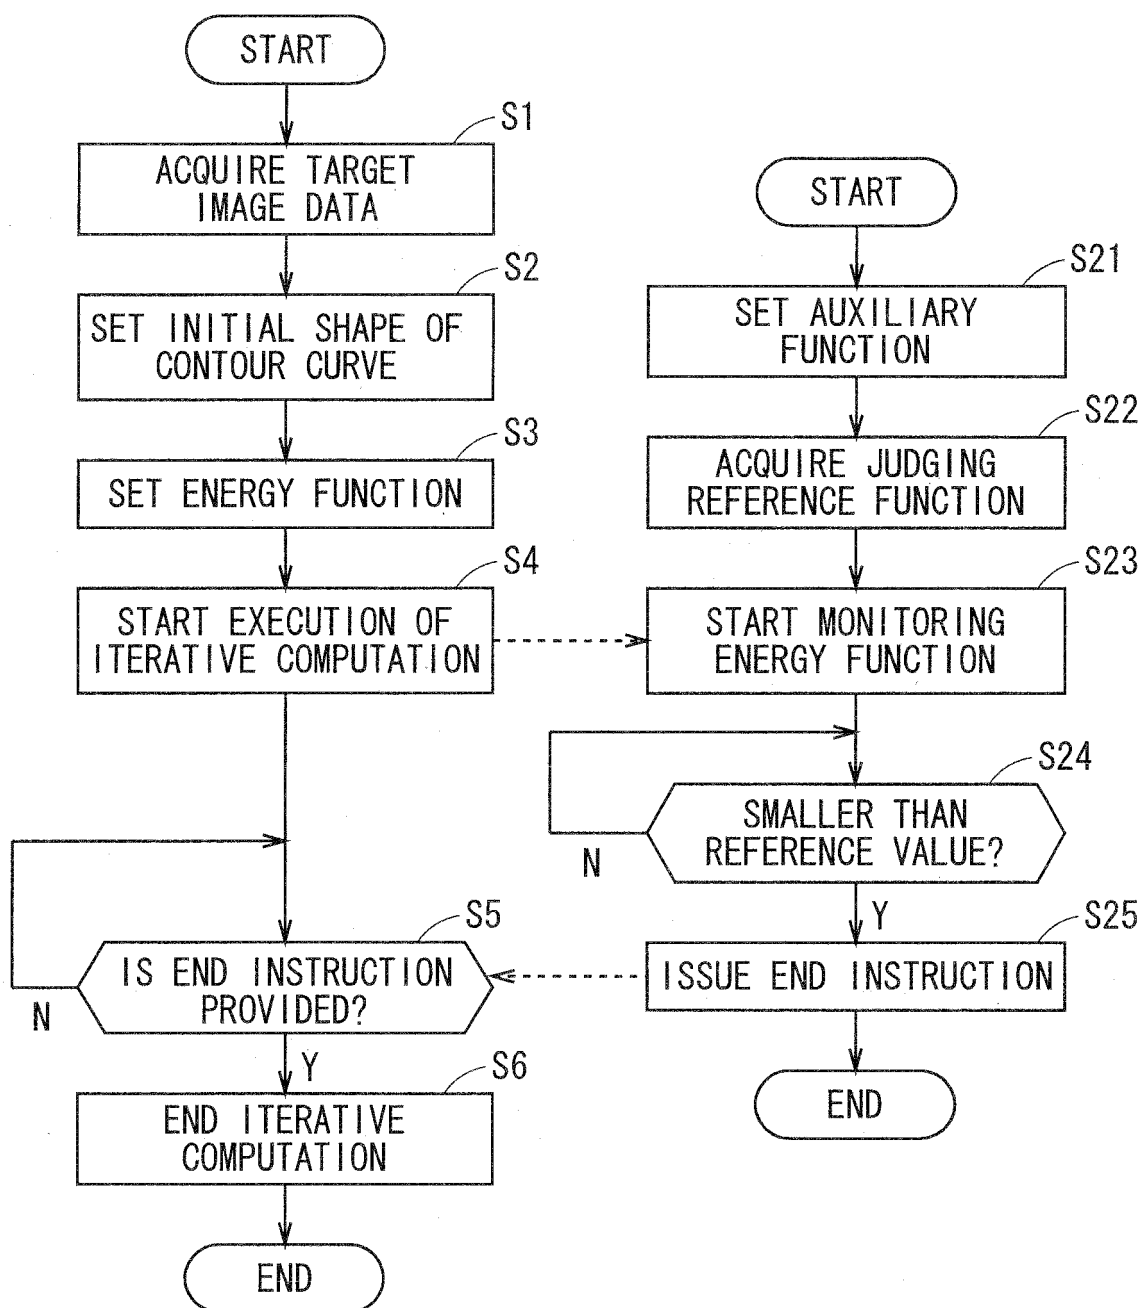 START
S1
ACQUIRE TARGET
IMAGE DATA
S2
SET INITIAL SHAPE OF
CONTOUR CURVE
S3
SET ENERGY FUNCTION
S4
START EXECUTION OF
ITERATIVE COMPUTATION
S5
IS END INSTRUCTION
PROVIDED?
N
Y
S6
END ITERATIVE
COMPUTATION
END
START
S21
SET AUXILIARY
FUNCTION
S22
ACQUIRE JUDGING
REFERENCE FUNCTION
S23
START MONITORING
ENERGY FUNCTION
S24
SMALLER THAN
REFERENCE VALUE?
N
Y
S25
ISSUE END INSTRUCTION
END